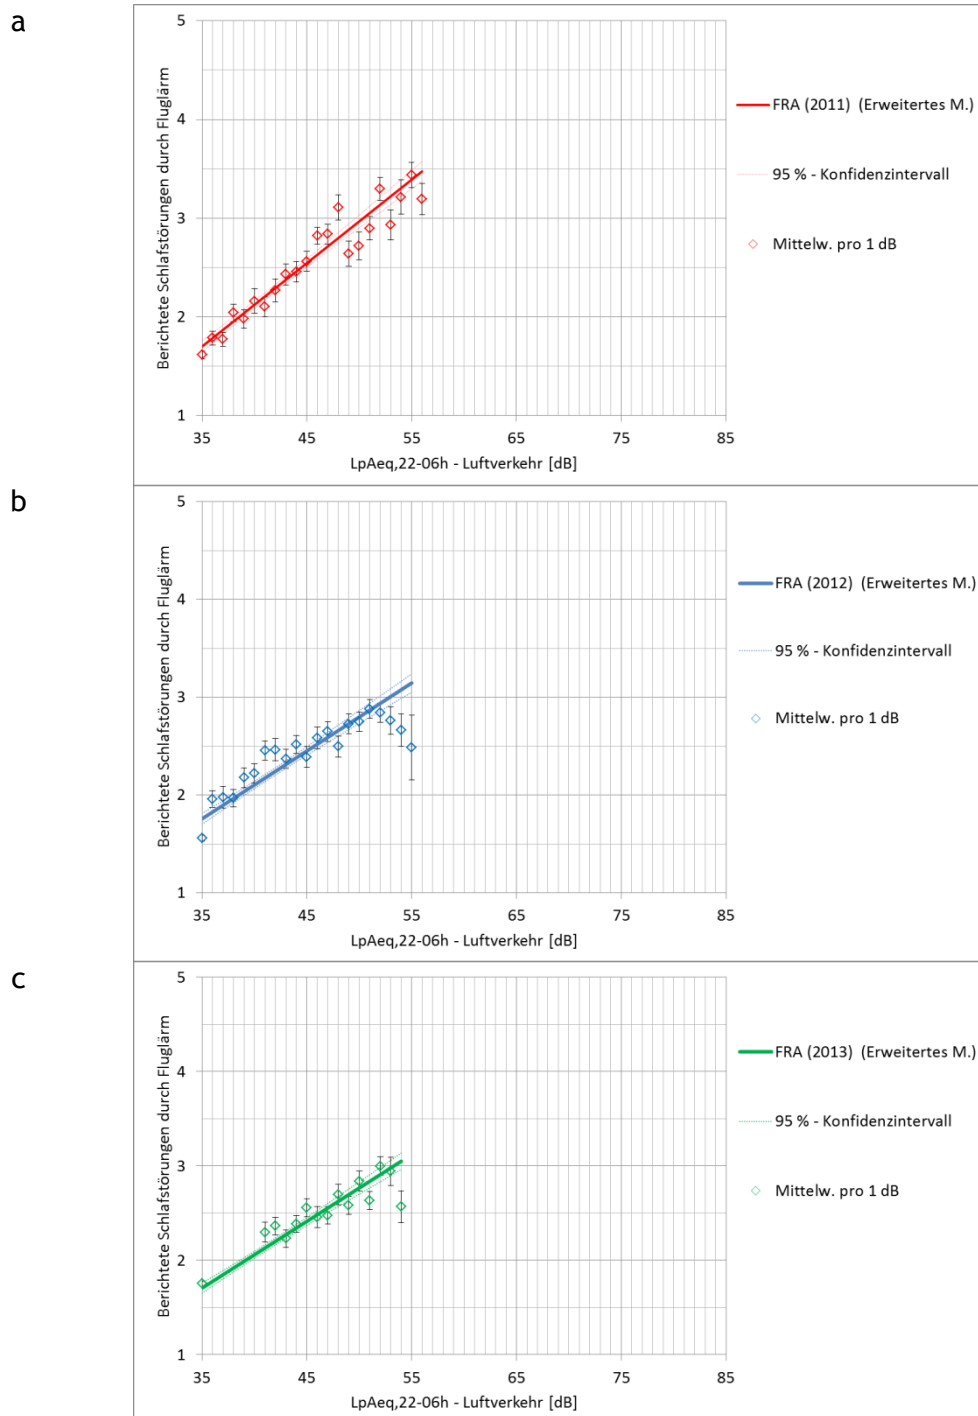 a
Berichtete Schlafstörungen durch Fluglärm
5
4
3
2
1
35
45
55
65
75
85
LpAeq,22-06h - Luftverkehr [dB]
FRA (2011) (Erweitertes M.)
95 % - Konfidenzintervall
Mittelw. pro 1 dB
b
Berichtete Schlafstörungen durch Fluglärm
5
4
3
2
1
35
45
55
65
75
85
LpAeq,22-06h - Luftverkehr [dB]
FRA (2012) (Erweitertes M.)
95 % - Konfidenzintervall
Mittelw. pro 1 dB
c
Berichtete Schlafstörungen durch Fluglärm
5
4
3
2
1
35
45
55
65
75
85
LpAeq,22-06h - Luftverkehr [dB]
FRA (2013) (Erweitertes M.)
95 % - Konfidenzintervall
Mittelw. pro 1 dB